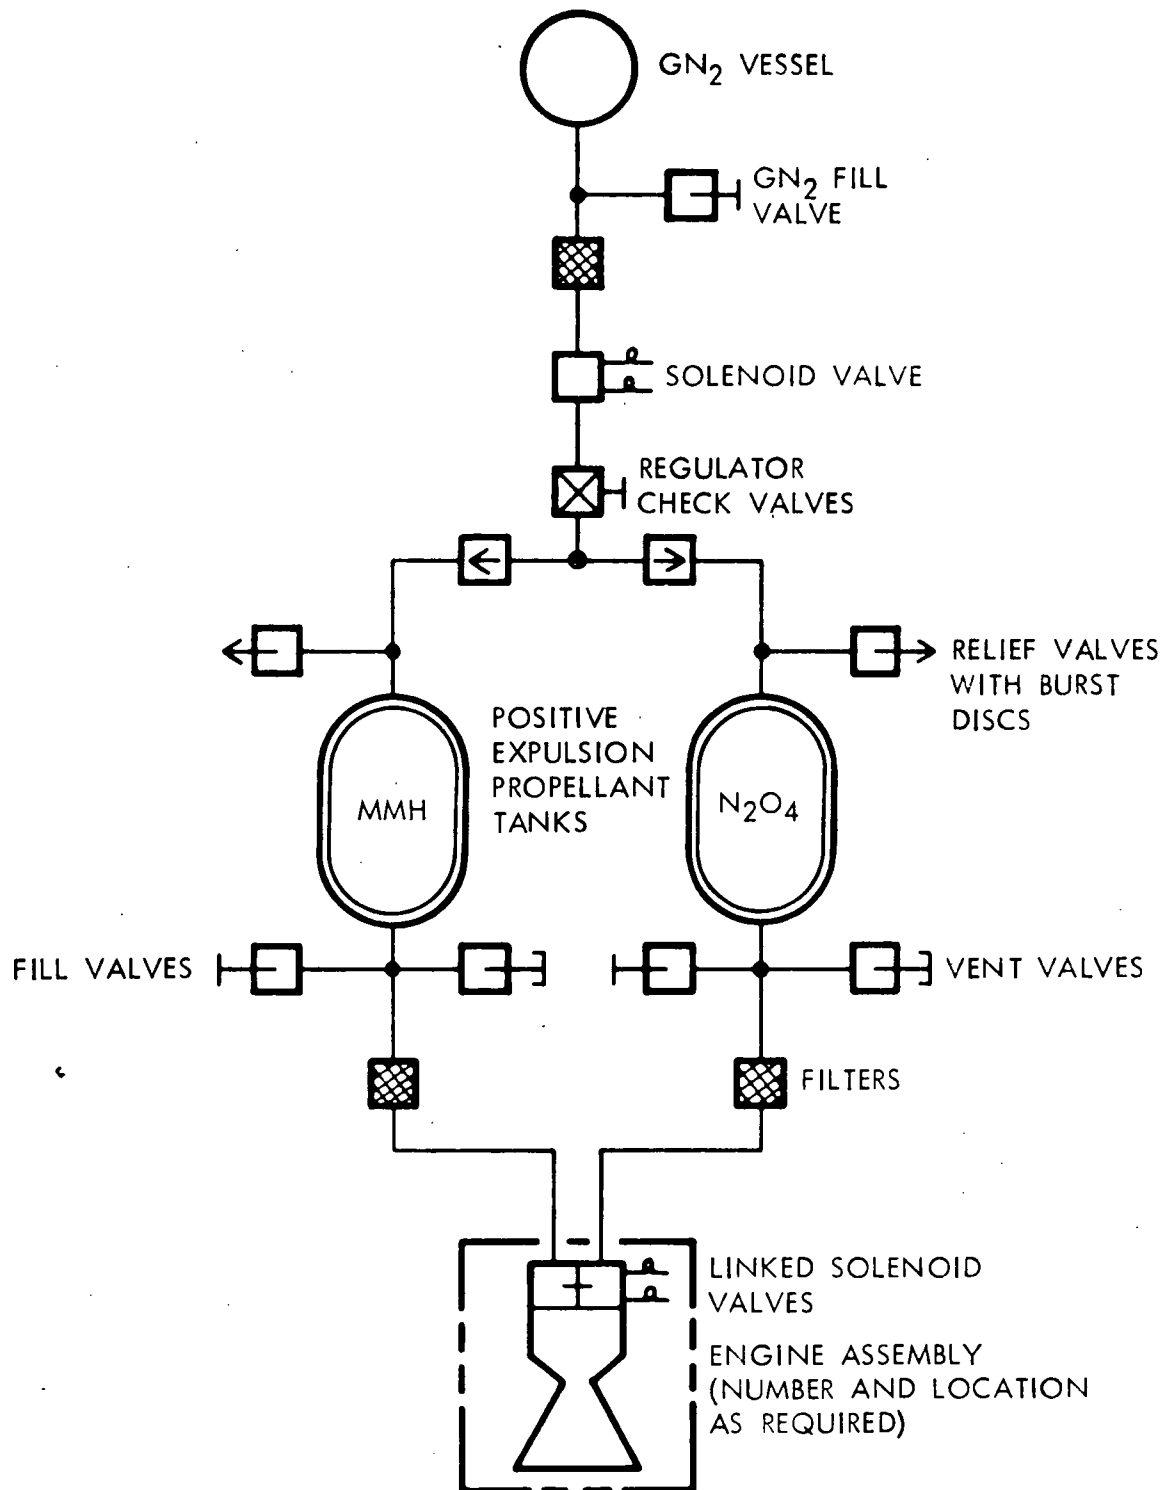 GN2 VESSEL
GN2 FILL
VALVE
SOLENOID VALVE
REGULATOR
CHECK VALVES
RELIEF VALVES
WITH BURST
DISCS
POSITIVE
EXPULSION
PROPELLANT
TANKS
MMH
N2O4
FILL VALVES
VENT VALVES
FILTERS
LINKED SOLENOID
VALVES
ENGINE ASSEMBLY
(NUMBER AND LOCATION
AS REQUIRED)